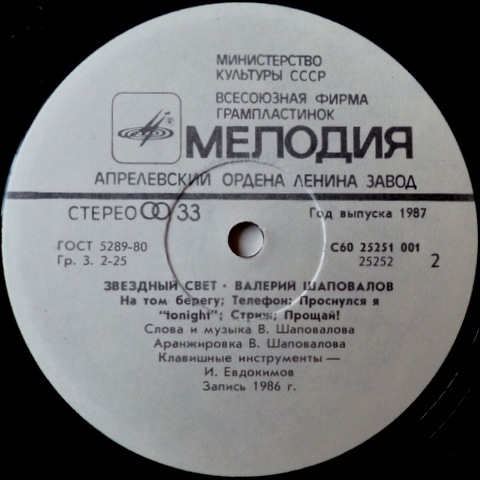 МИНИСТЕРСТВО
КУЛЬТУРЫ СССР
ВСЕСОЮЗНАЯ ФИРМА
ГРАМПЛАСТИНОК
МЕЛОДИЯ
АПРЕЛЕВСКИЙ ОРДЕНА ЛЕНИНА ЗАВОД
СТЕРЕО 33 Год выпуска 1987
ГОСТ 5289-80 С60 25251 001
Гр. 3. 2-25 25252 2
ЗВЕЗДНЫЙ СВЕТ · ВАЛЕРИЙ ШАПОВАЛОВ
На том берегу; Телефон; Проснулся я
“tonight”; Стриж; Прощай!
Слова и музыка В. Шаповалова
Аранжировка В. Шаповалова
Клавишные инструменты —
И. Евдокимов
Запись 1986 г.